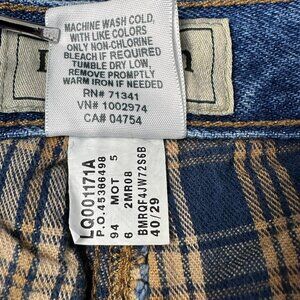 MACHINE WASH COLD,
WITH LIKE COLORS
ONLY NON-CHLORINE
BLEACH IF REQUIRED
TUMBLE DRY LOW,
REMOVE PROMPTLY
WARM IRON IF NEEDED
RN# 71341
VN# 1002974
CA# 04754
LQ001171A
P.O.45366498
94 MOT 5
6 2MR08
BMRQF4JW72S6B
40/29